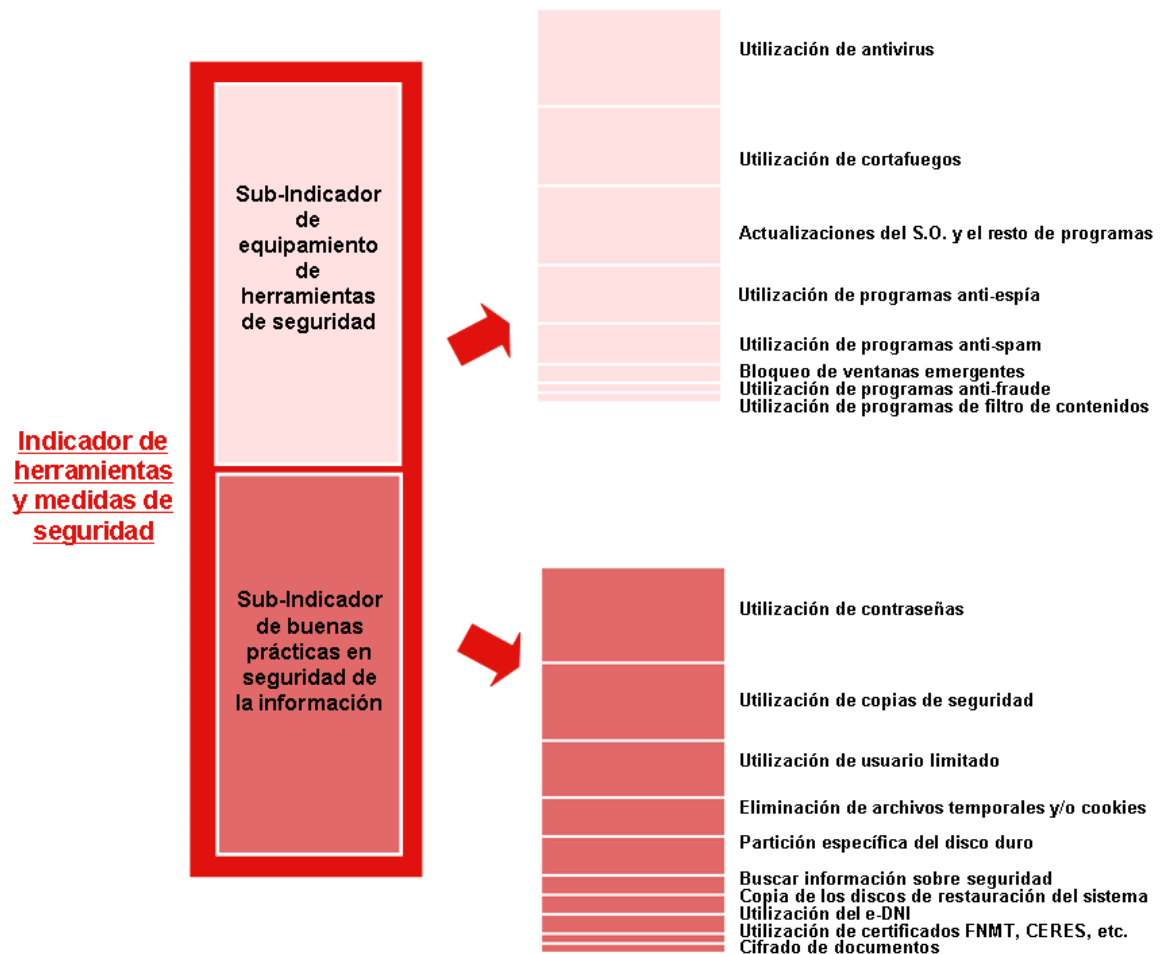 Indicador de
herramientas
y medidas de
seguridad
Sub-Indicador
de
equipamiento
de
herramientas
de seguridad
Utilización de antivirus
Utilización de cortafuegos
Actualizaciones del S.O. y el resto de programas
Utilización de programas anti-espía
Utilización de programas anti-spam
Bloqueo de ventanas emergentes
Utilización de programas anti-fraude
Utilización de programas de filtro de contenidos
Sub-Indicador
de buenas
prácticas en
seguridad de
la información
Utilización de contraseñas
Utilización de copias de seguridad
Utilización de usuario limitado
Eliminación de archivos temporales y/o cookies
Partición específica del disco duro
Buscar información sobre seguridad
Copia de los discos de restauración del sistema
Utilización del e-DNI
Utilización de certificados FNMT, CERES, etc.
Cifrado de documentos